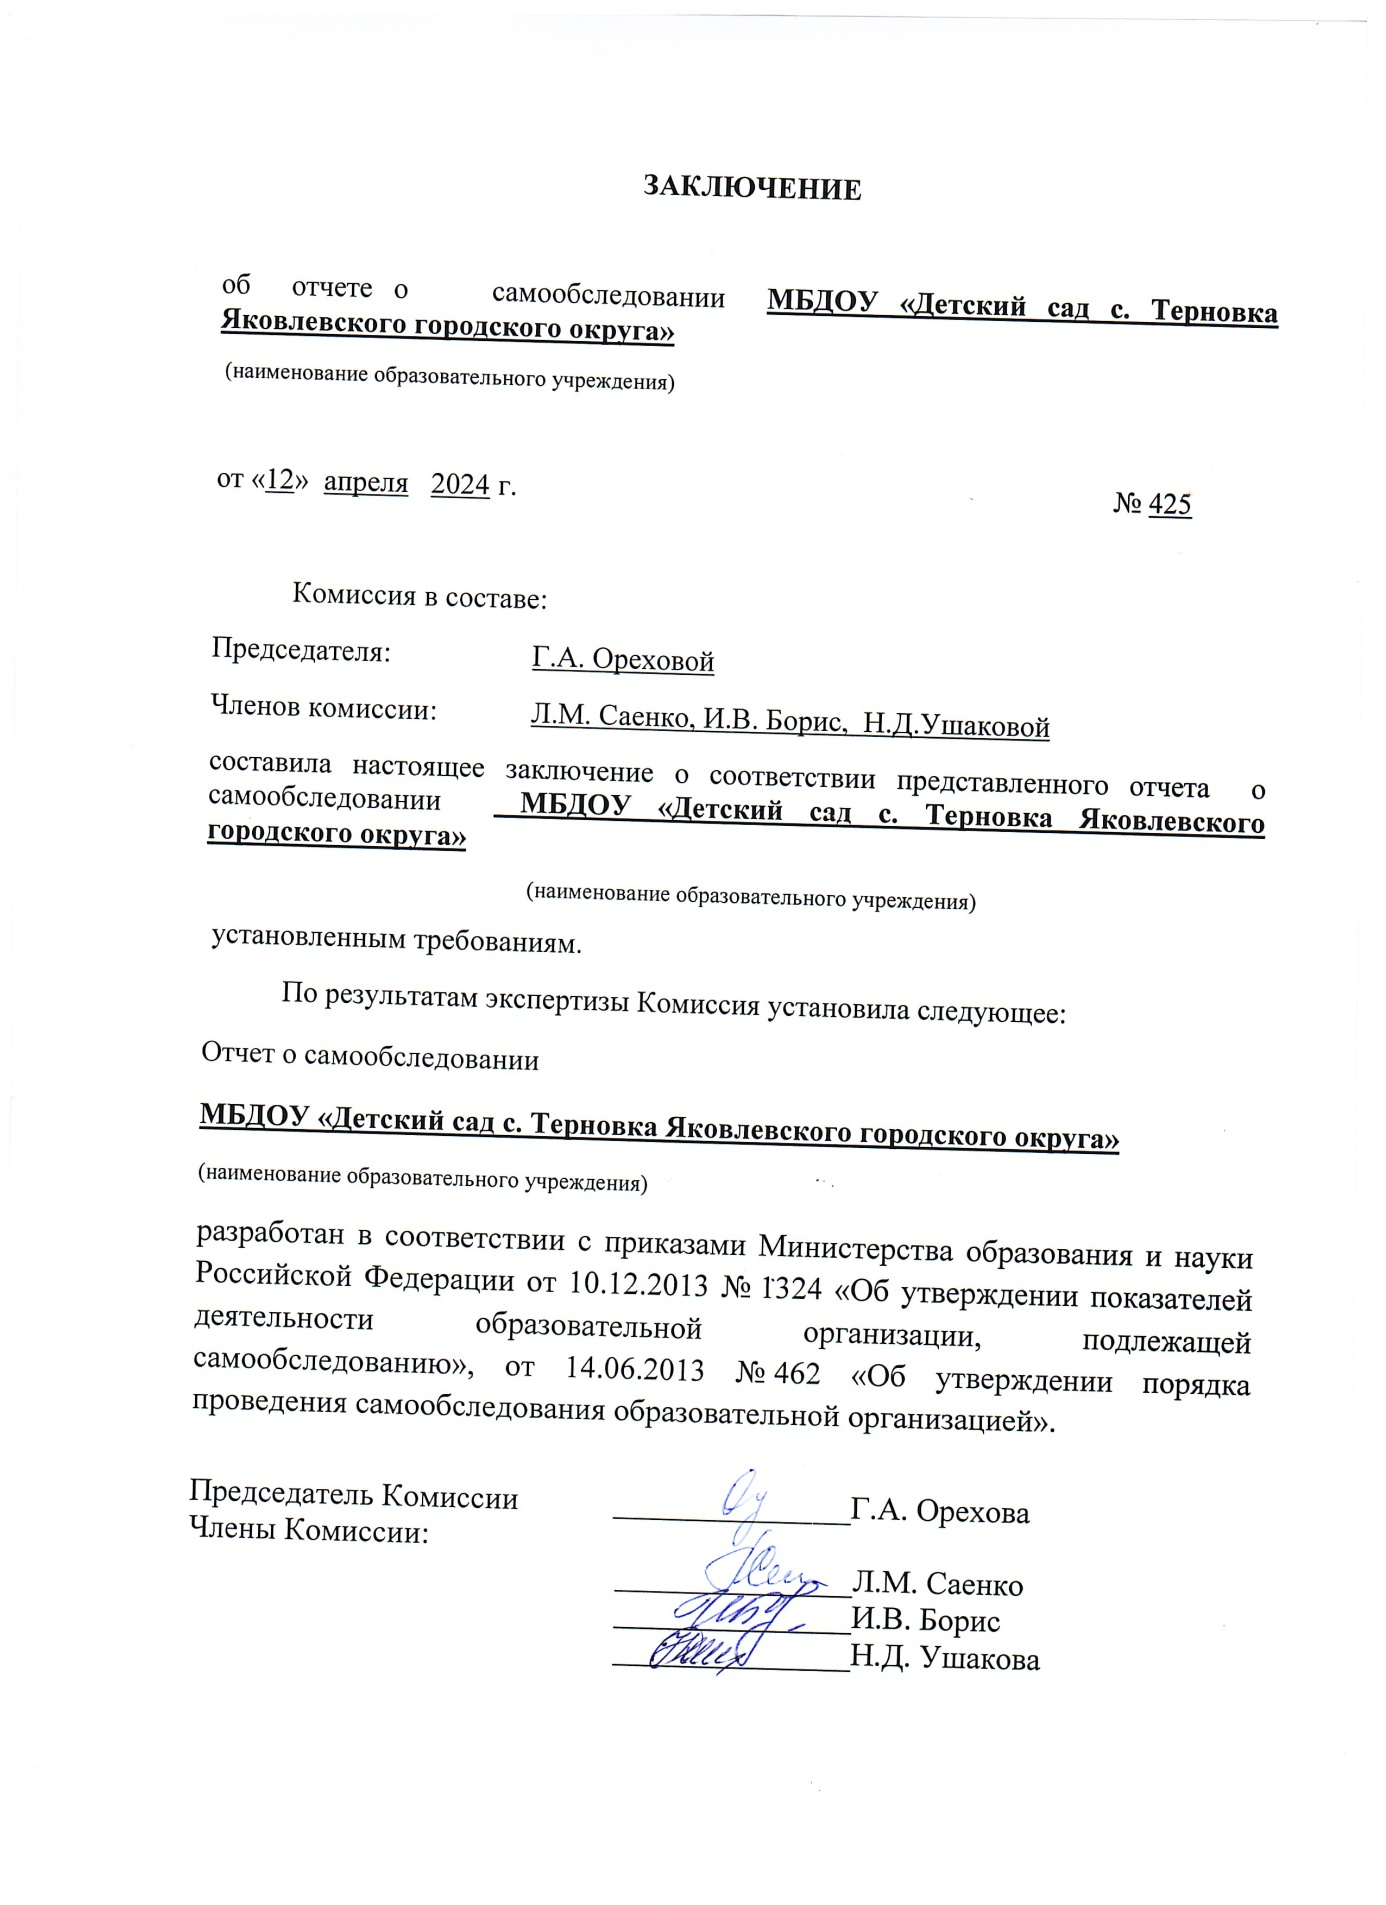 ЗАКЛЮЧЕНИЕ
об отчете о самообследовании МБДОУ «Детский сад с. Терновка
Яковлевского городского округа»
(наименование образовательного учреждения)
от «12» апреля 2024 г.
№ 425
Комиссия в составе:
Председателя: Г.А. Ореховой
Членов комиссии: Л.М. Саенко, И.В. Борис, Н.Д.Ушаковой
составила настоящее заключение о соответствии представленного отчета о
самообследовании МБДОУ «Детский сад с. Терновка Яковлевского
городского округа»
(наименование образовательного учреждения)
установленным требованиям.
По результатам экспертизы Комиссия установила следующее:
Отчет о самообследовании
МБДОУ «Детский сад с. Терновка Яковлевского городского округа»
(наименование образовательного учреждения)
разработан в соответствии с приказами Министерства образования и науки
Российской Федерации от 10.12.2013 № 1324 «Об утверждении показателей
деятельности образовательной организации, подлежащей
самообследованию», от 14.06.2013 № 462 «Об утверждении порядка
проведения самообследования образовательной организацией».
Председатель Комиссии Г.А. Орехова
Члены Комиссии:
Л.М. Саенко
И.В. Борис
Н.Д. Ушакова